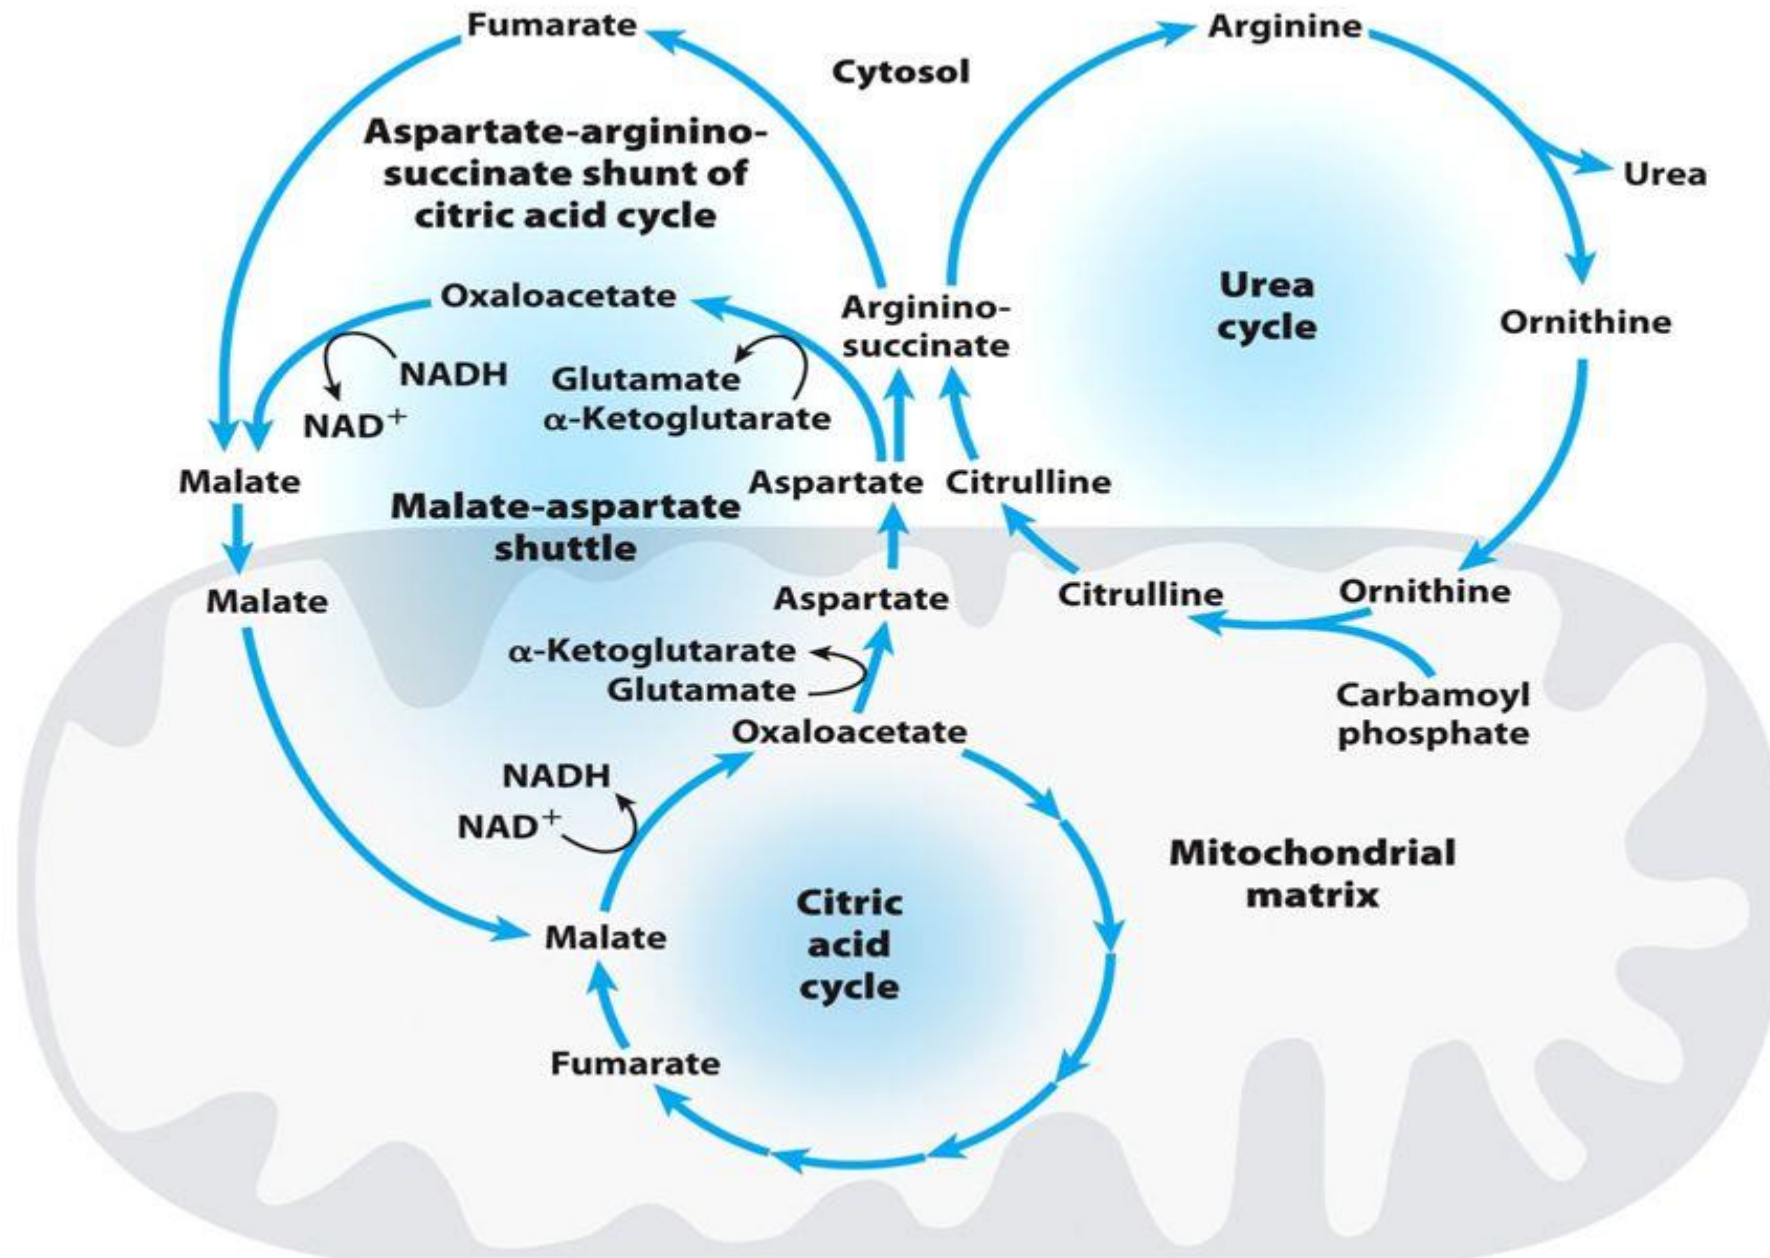 Fumarate
Arginine
Cytosol
Aspartate-arginino-
succinate shunt of
citric acid cycle
Urea
Urea
cycle
Oxaloacetate
Arginino-
succinate
Ornithine
NADH
NAD+
Glutamate
α-Ketoglutarate
Malate
Aspartate
Citrulline
Malate-aspartate
shuttle
Malate
Aspartate
Citrulline
Ornithine
α-Ketoglutarate
Glutamate
Carbamoyl
phosphate
Oxaloacetate
NADH
NAD+
Mitochondrial
matrix
Citric
acid
cycle
Malate
Fumarate